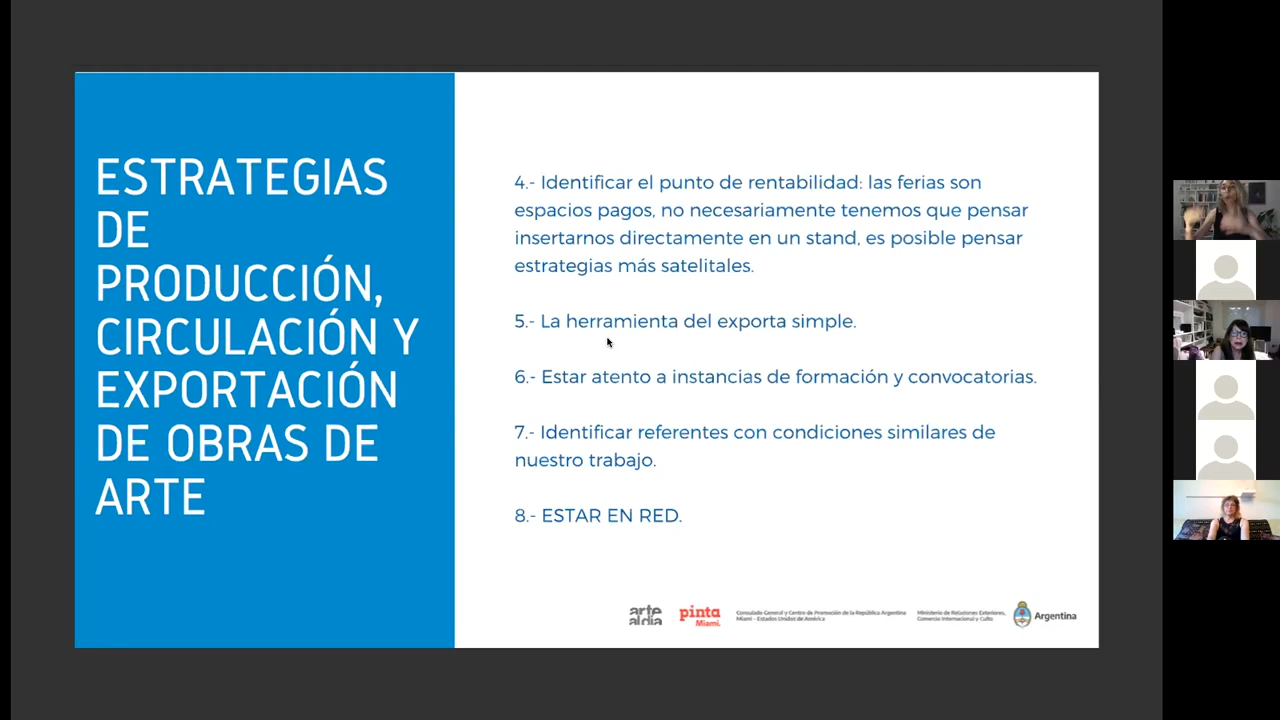 ESTRATEGIAS
DE
PRODUCCIÓN,
CIRCULACIÓN Y
EXPORTACIÓN
DE OBRAS DE
ARTE
4.- Identificar el punto de rentabilidad: las ferias son
espacios pagos, no necesariamente tenemos que pensar
insertarnos directamente en un stand, es posible pensar
estrategias más satelitales.
5.- La herramienta del exporta simple.
6.- Estar atento a instancias de formación y convocatorias.
7.- Identificar referentes con condiciones similares de
nuestro trabajo.
8.- ESTAR EN RED.
arte
al día
pinta
Miami.
Consulado General y Centro de Promoción de la República Argentina
Miami - Estados Unidos de América
Ministerio de Relaciones Exteriores,
Comercio Internacional y Culto
Argentina